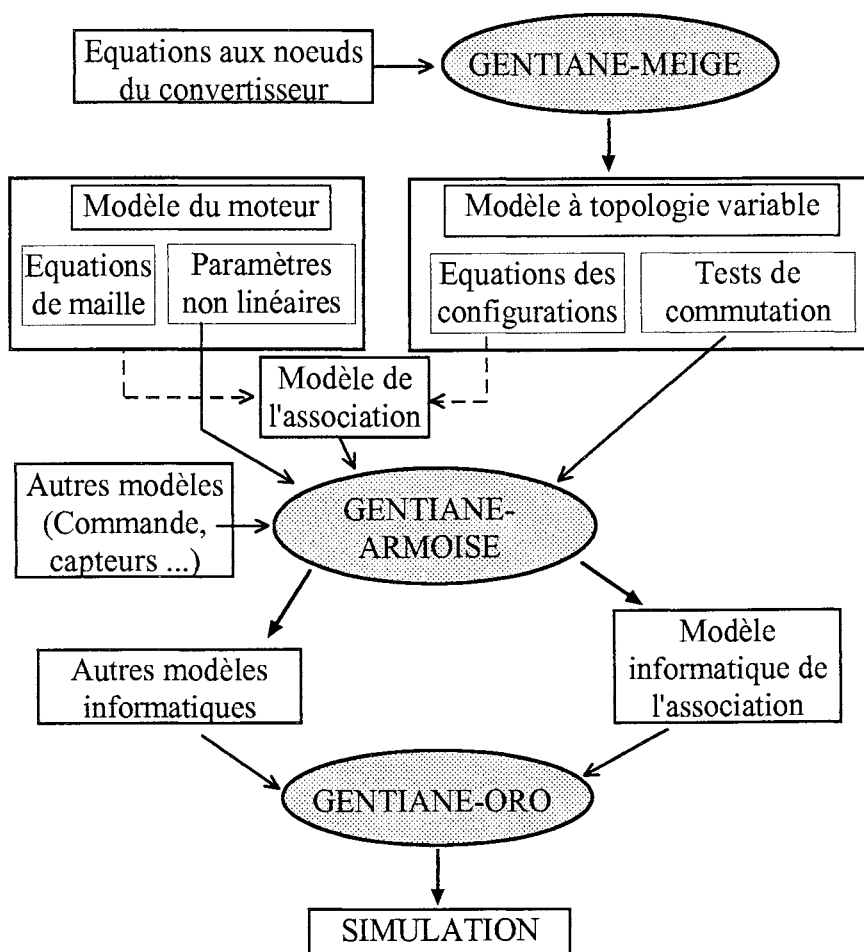 Equations aux noeuds
du convertisseur
GENTIANE-MEIGE
Modèle du moteur
Equations
de maille
Paramètres
non linéaires
Modèle à topologie variable
Equations des
configurations
Tests de
commutation
Modèle de
l'association
Autres modèles
(Commande,
capteurs ...)
GENTIANE-
ARMOISE
Autres modèles
informatiques
Modèle
informatique de
l'association
GENTIANE-ORO
SIMULATION